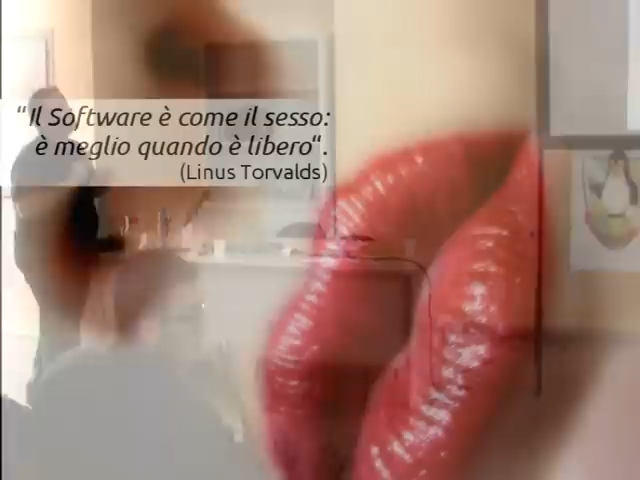 “Il Software è come il sesso:
è meglio quando è libero“.
(Linus Torvalds)